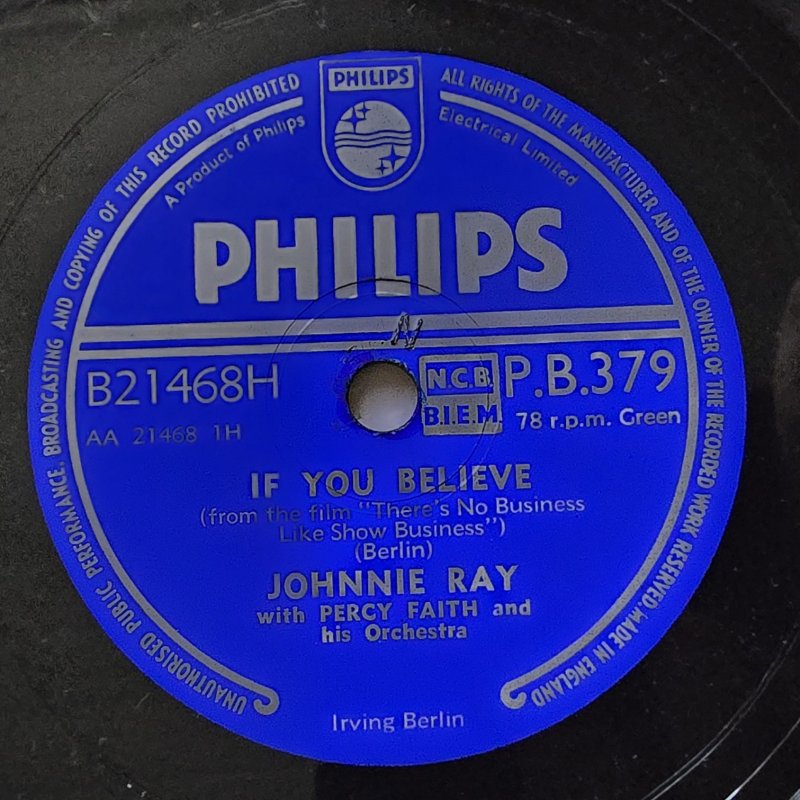 PHILIPS
UNAUTHORISED PUBLIC PERFORMANCE, BROADCASTING AND COPYING OF THIS RECORD PROHIBITED
ALL RIGHTS OF THE MANUFACTURER AND OF THE OWNER OF THE RECORDED WORK RESERVED. MADE IN ENGLAND
A Product of Philips Electrical Limited
PHILIPS
N
B21468H N.C.B. P.B.379
AA 21468 1H B.I.E.M. 78 r.p.m. Green
IF YOU BELIEVE
(from the film "There's No Business
Like Show Business")
(Berlin)
JOHNNIE RAY
with PERCY FAITH and
his Orchestra
Irving Berlin